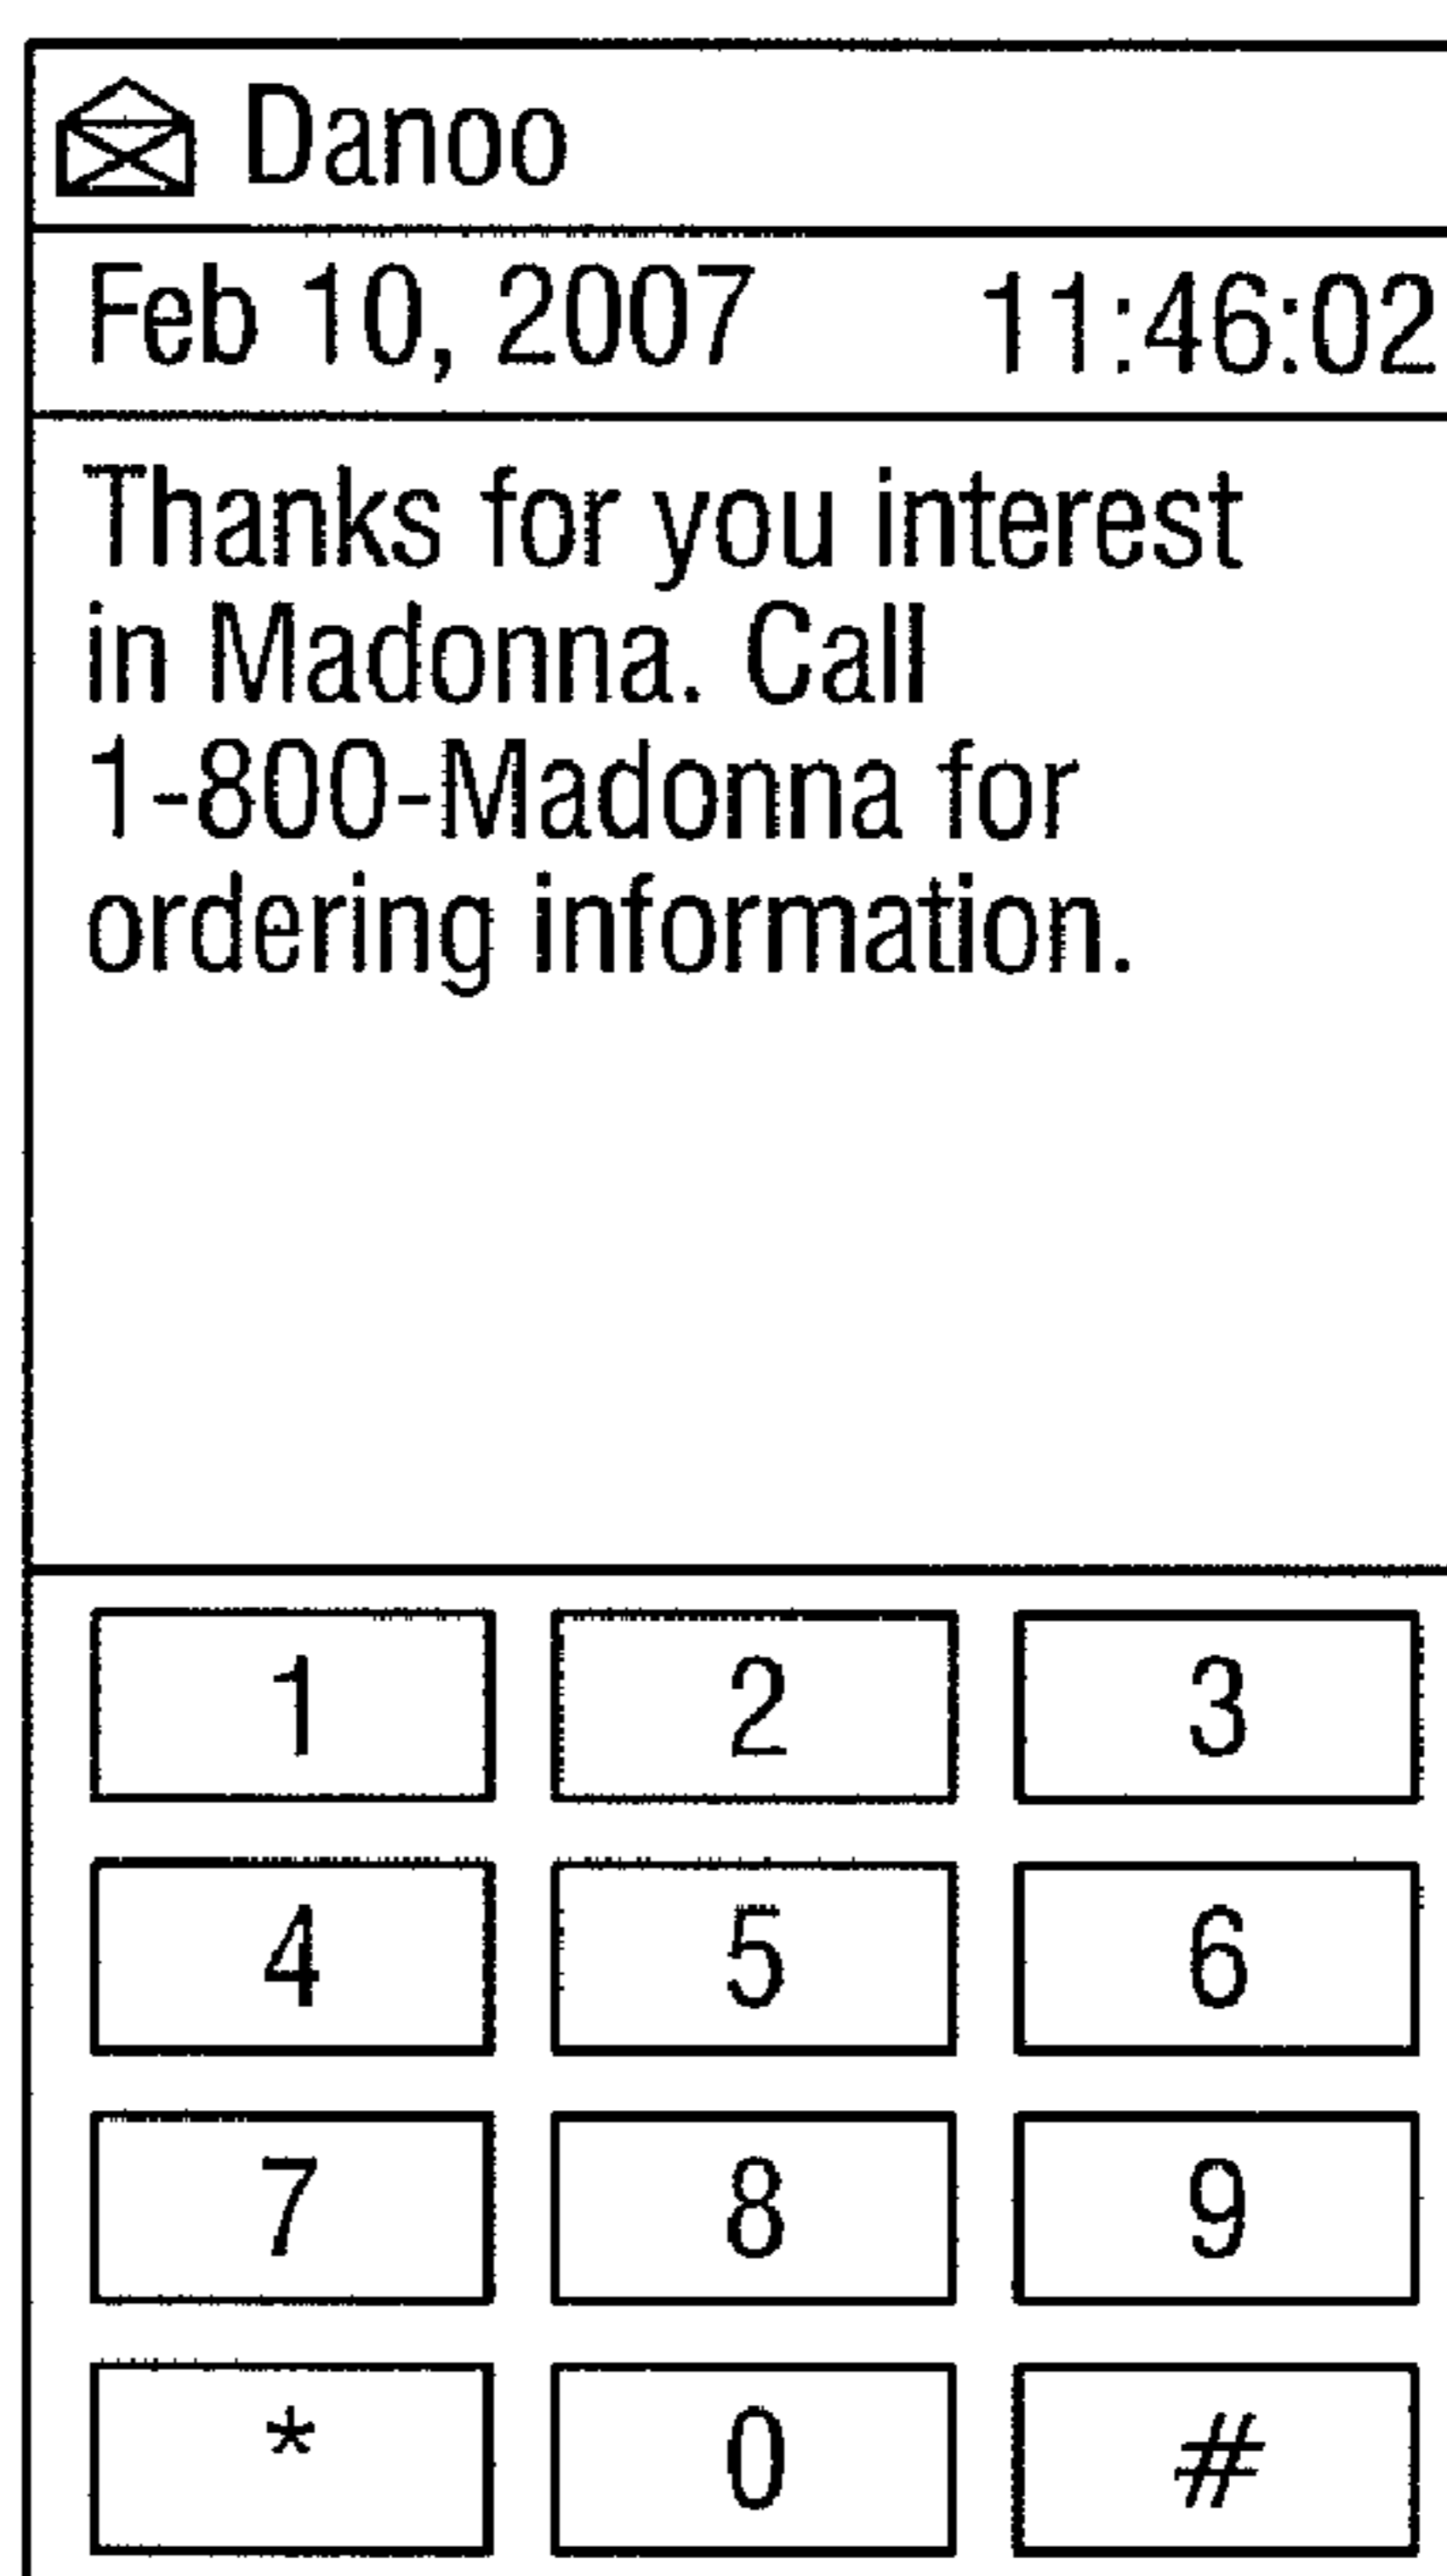 Danoo
Feb 10, 2007 11:46:02
Thanks for you interest
in Madonna. Call
1-800-Madonna for
ordering information.
1 2 3
4 5 6
7 8 9
* 0 #